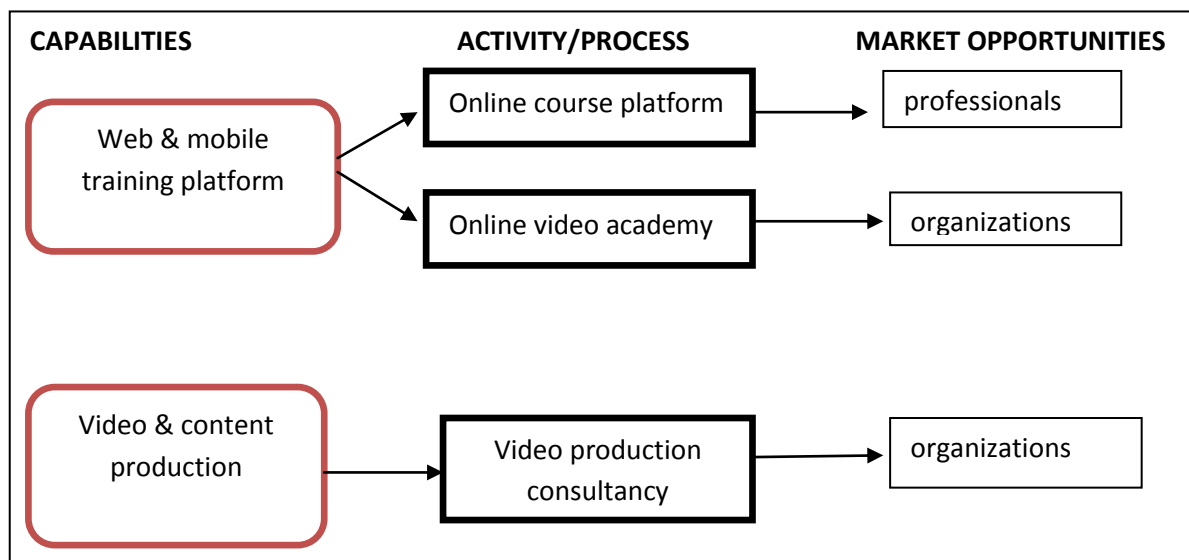 CAPABILITIES
ACTIVITY/PROCESS
MARKET OPPORTUNITIES
Web & mobile
training platform
Online course platform
professionals
Online video academy
organizations
Video & content
production
Video production
consultancy
organizations